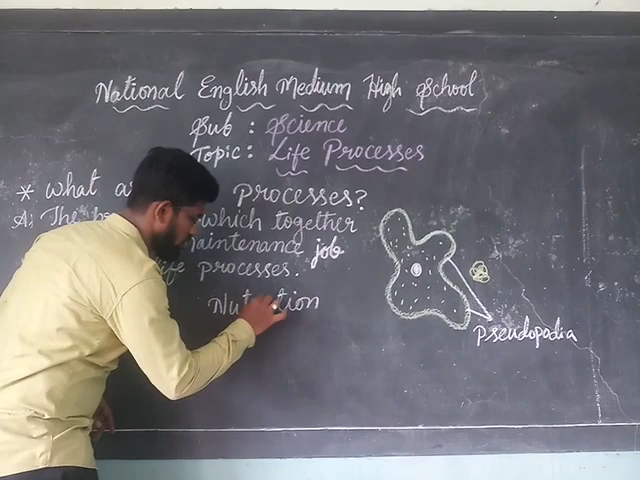 National English Medium High School
Sub : Science
Topic : Life Processes
* What PROCESSES?
A: The which together
maintenance job
life processes.
Nutrition
pseudopadia